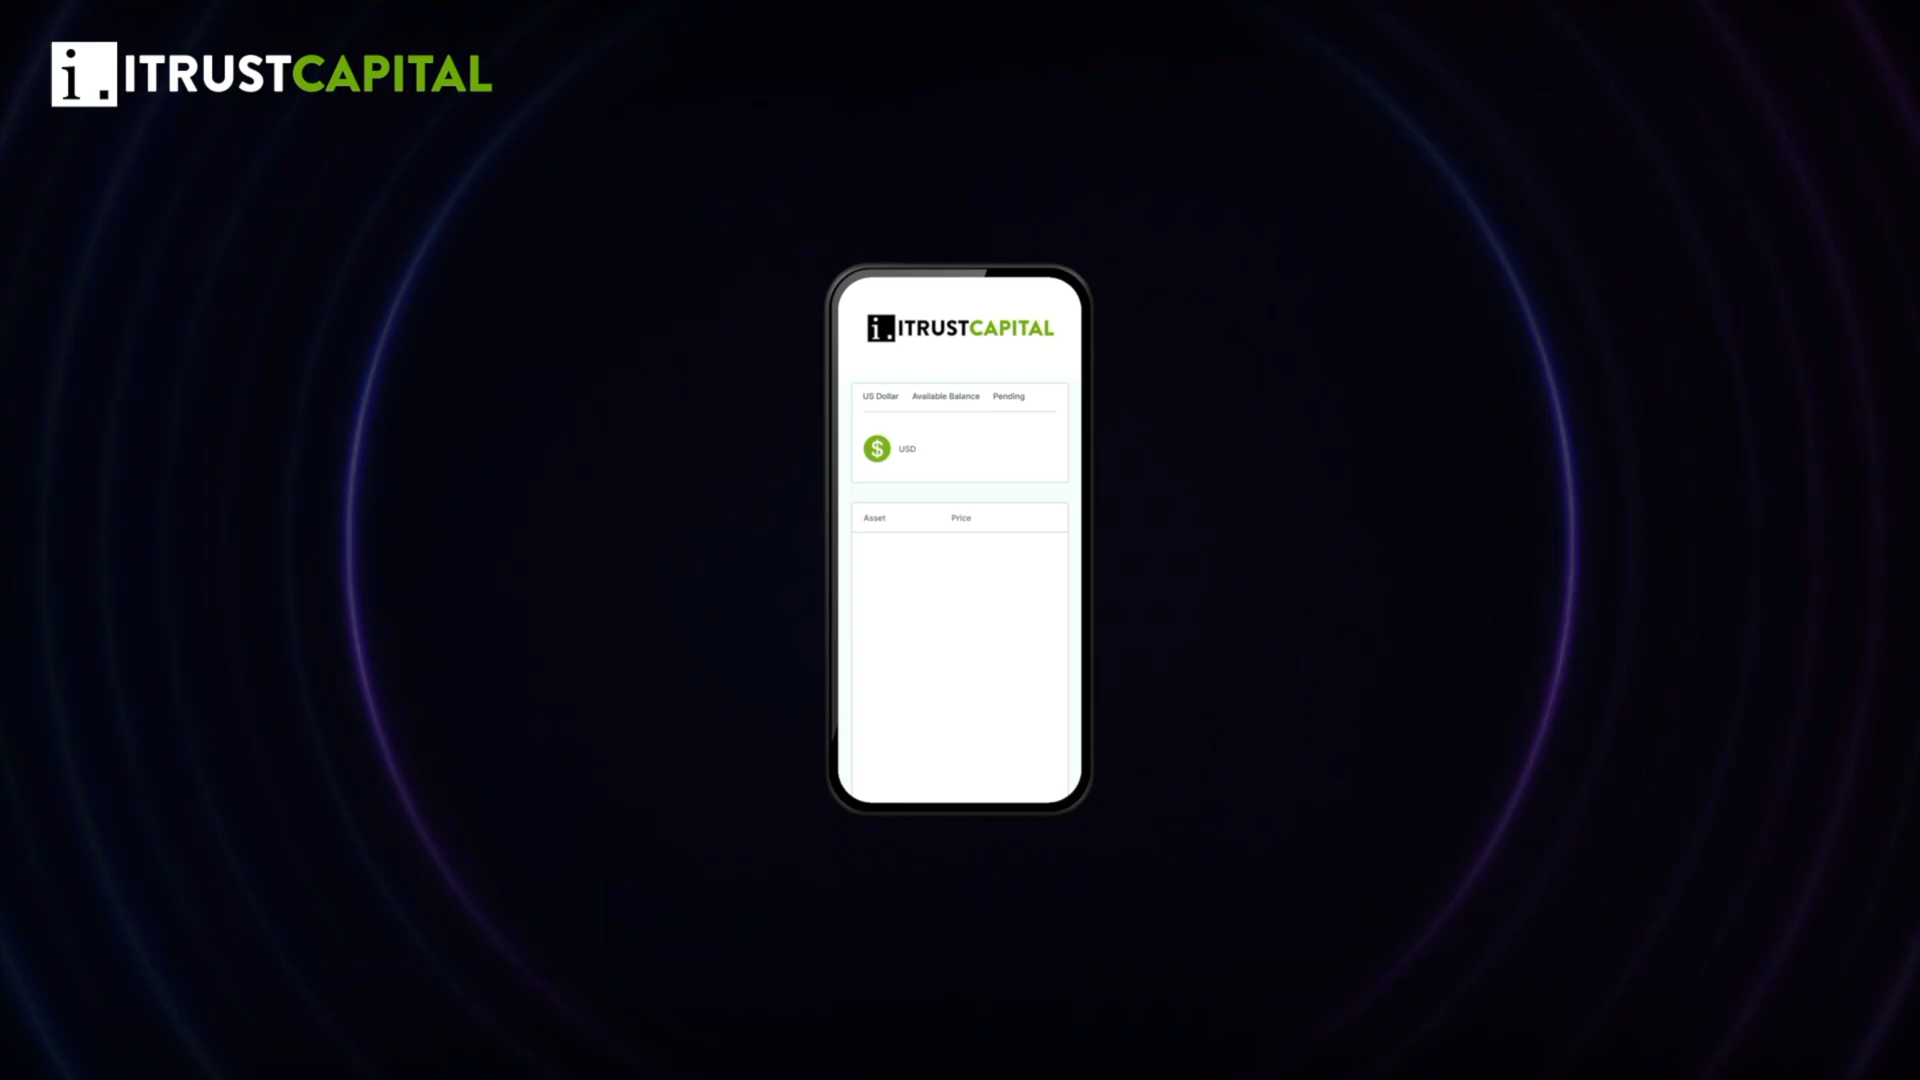 i. ITRUSTCAPITAL
i. ITRUSTCAPITAL
US Dollar Available Balance Pending
$ USD
Asset Price